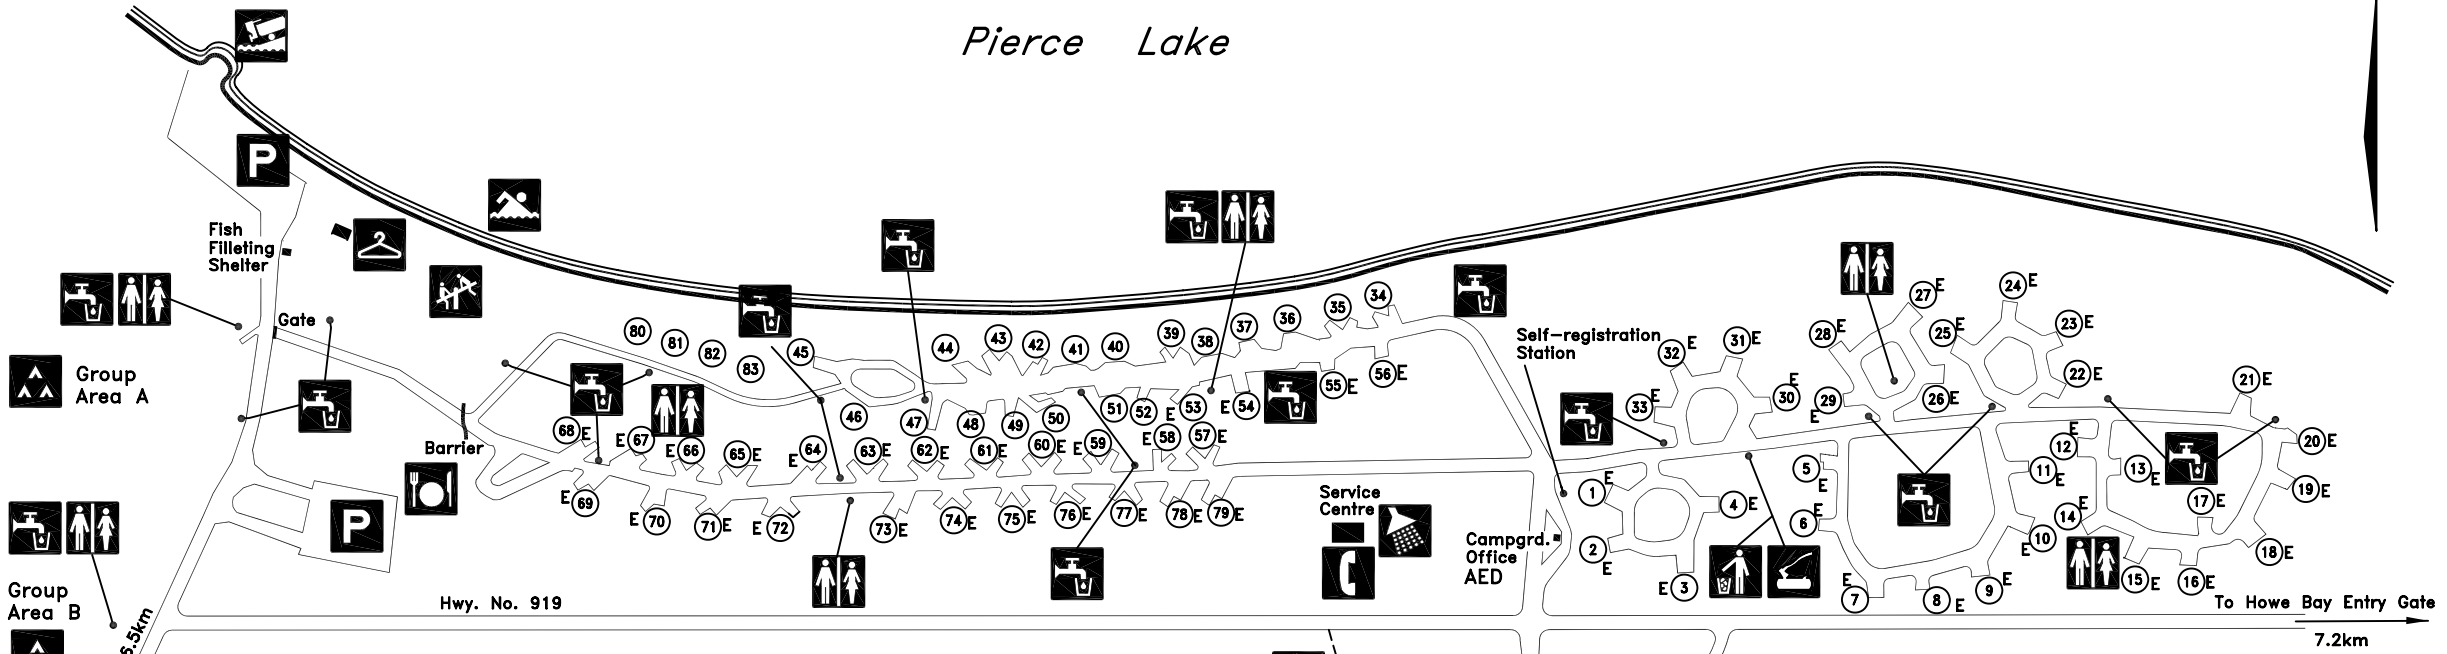 Pierce Lake
P
Fish
Filleting
Shelter
Gate
Group
Area A
Barrier
P
Group
Area B
6.5km
Hwy. No. 919
80
81
82
83
45
46
47
44
43
42
41
40
39
38
37
36
35
34
48
49
50
51
52
53 E
E 54
55 E
56 E
68 E
E 67
E 66
65 E
E 64
63 E
62 E
61 E
60 E
E 59
E 58
57 E
E 69
E 70
71 E
E 72
73 E
74 E
75 E
76 E
77 E
78 E
79 E
Service
Centre
Self-registration
Station
Campgrd.
Office
AED
1 E
2 E
E 3
4 E
5 E
6 E
7 E
8 E
9 E
10 E
11 E
12 E
13 E
14 E
15 E
16 E
17 E
18 E
19 E
20 E
21 E
22 E
23 E
24 E
25 E
26 E
27 E
28 E
29 E
30 E
31 E
32 E
33 E
To Howe Bay Entry Gate
7.2km